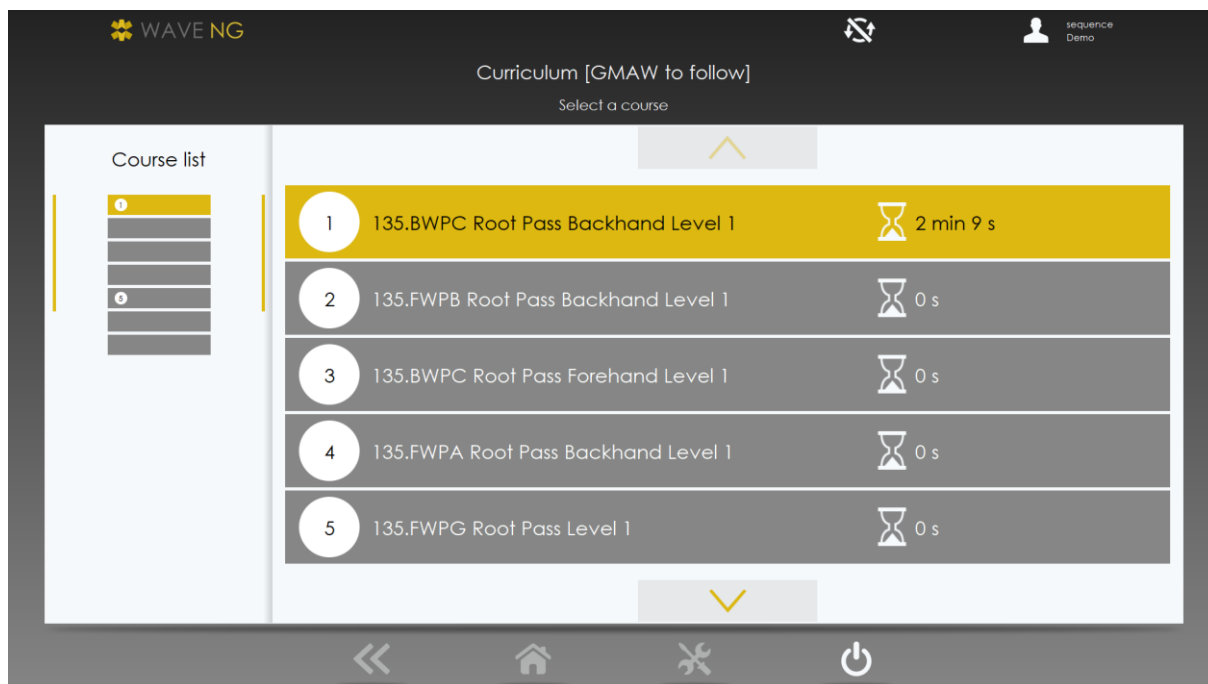 WAVE NG
sequence
Demo
Curriculum [GMAW to follow]
Select a course
Course list
1
5
1 135.BWPC Root Pass Backhand Level 1 2 min 9 s
2 135.FWPB Root Pass Backhand Level 1 0 s
3 135.BWPC Root Pass Forehand Level 1 0 s
4 135.FWPA Root Pass Backhand Level 1 0 s
5 135.FWPG Root Pass Level 1 0 s